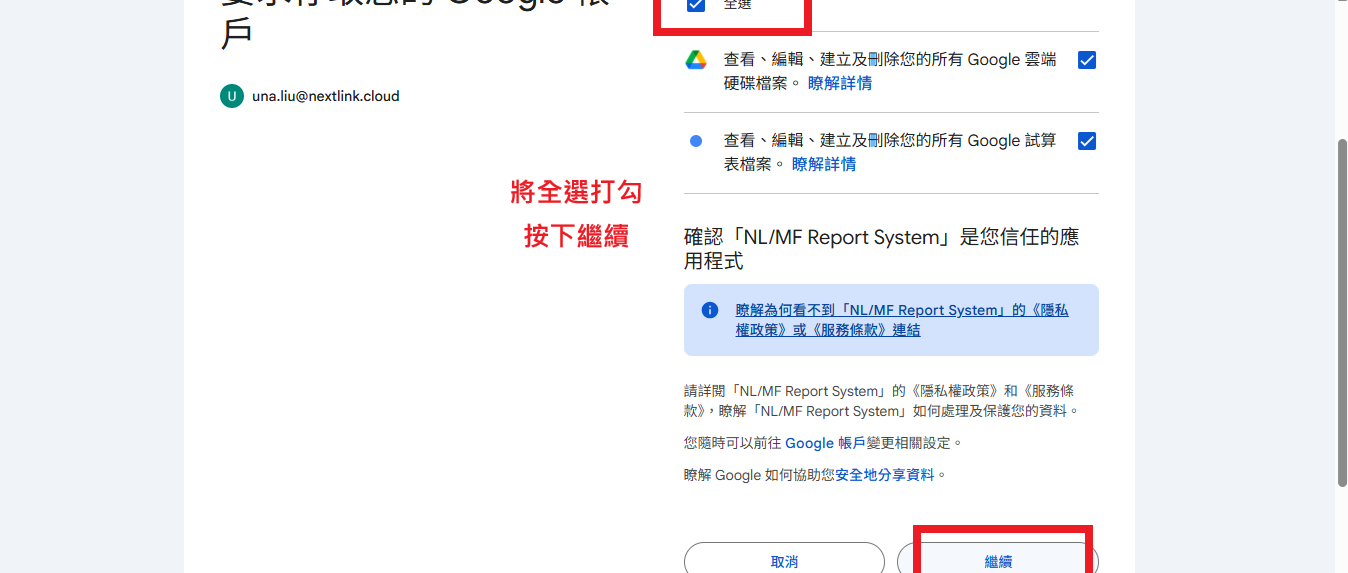 要求存取您的 Google 帳
戶
U una.liu@nextlink.cloud
將全選打勾
按下繼續
全選
查看、編輯、建立及刪除您的所有 Google 雲端
硬碟檔案。 瞭解詳情
查看、編輯、建立及刪除您的所有 Google 試算
表檔案。 瞭解詳情
確認「NL/MF Report System」是您信任的應
用程式
瞭解為何看不到「NL/MF Report System」的《隱私
權政策》或《服務條款》連結
請詳閱「NL/MF Report System」的《隱私權政策》和《服務條
款》，瞭解「NL/MF Report System」如何處理及保護您的資料。
您隨時可以前往 Google 帳戶變更相關設定。
瞭解 Google 如何協助您安全地分享資料。
取消
繼續